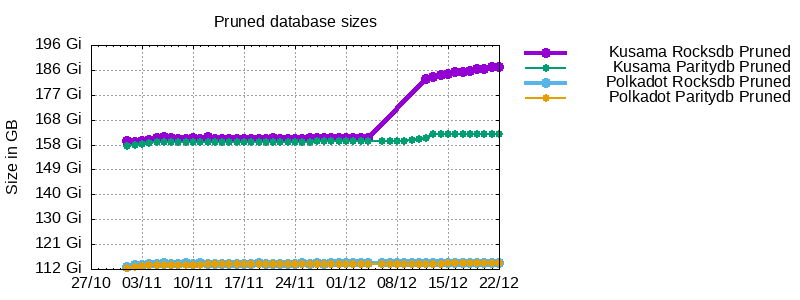 Pruned database sizes
196 Gi
186 Gi
177 Gi
168 Gi
158 Gi
149 Gi
140 Gi
130 Gi
121 Gi
112 Gi
Size in GB
27/10 03/11 10/11 17/11 24/11 01/12 08/12 15/12 22/12
Kusama Rocksdb Pruned
Kusama Paritydb Pruned
Polkadot Rocksdb Pruned
Polkadot Paritydb Pruned